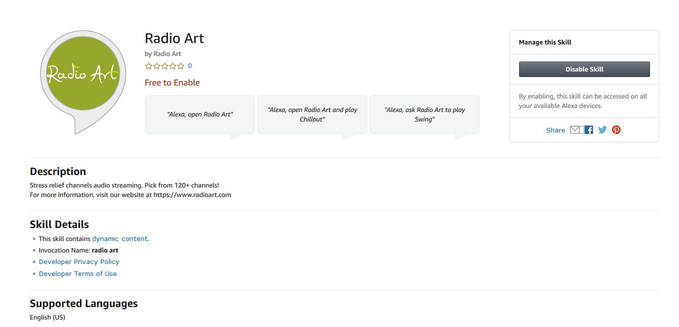 Radio Art
Radio Art
by Radio Art
0
Free to Enable
"Alexa, open Radio Art"
"Alexa, open Radio Art and play
Chillout"
"Alexa, ask Radio Art to play
Swing"
Manage this Skill
Disable Skill
By enabling, this skill can be accessed on all
your available Alexa devices.
Share
Description
Stress relief channels audio streaming. Pick from 120+ channels!
For more information, visit our website at https://www.radioart.com
Skill Details
This skill contains dynamic content.
Invocation Name: radio art
Developer Privacy Policy
Developer Terms of Use
Supported Languages
English (US)